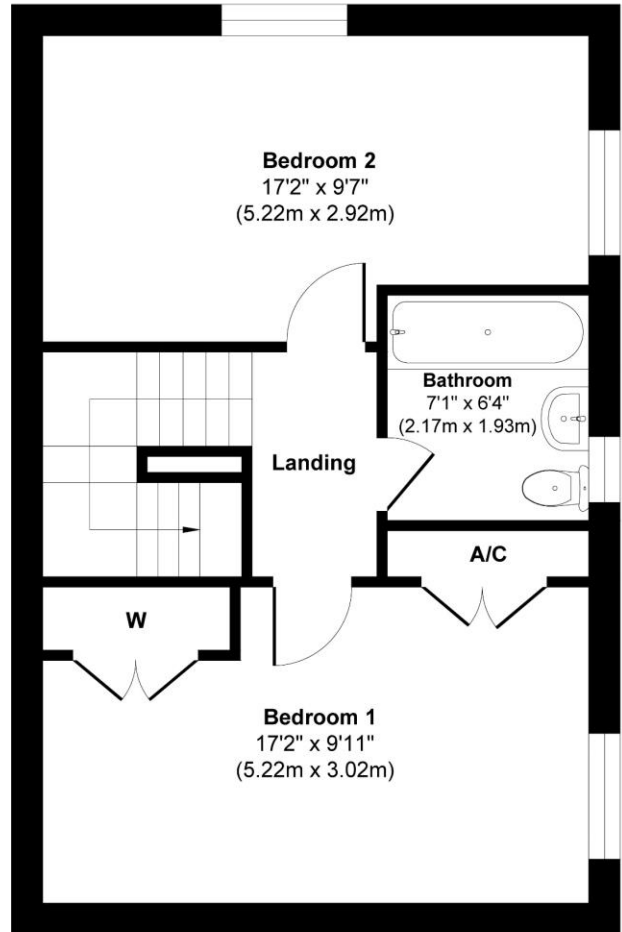 Bedroom 2
17'2" x 9'7"
(5.22m x 2.92m)
Bathroom
7'1" x 6'4"
(2.17m x 1.93m)
Landing
A/C
W
Bedroom 1
17'2" x 9'11"
(5.22m x 3.02m)